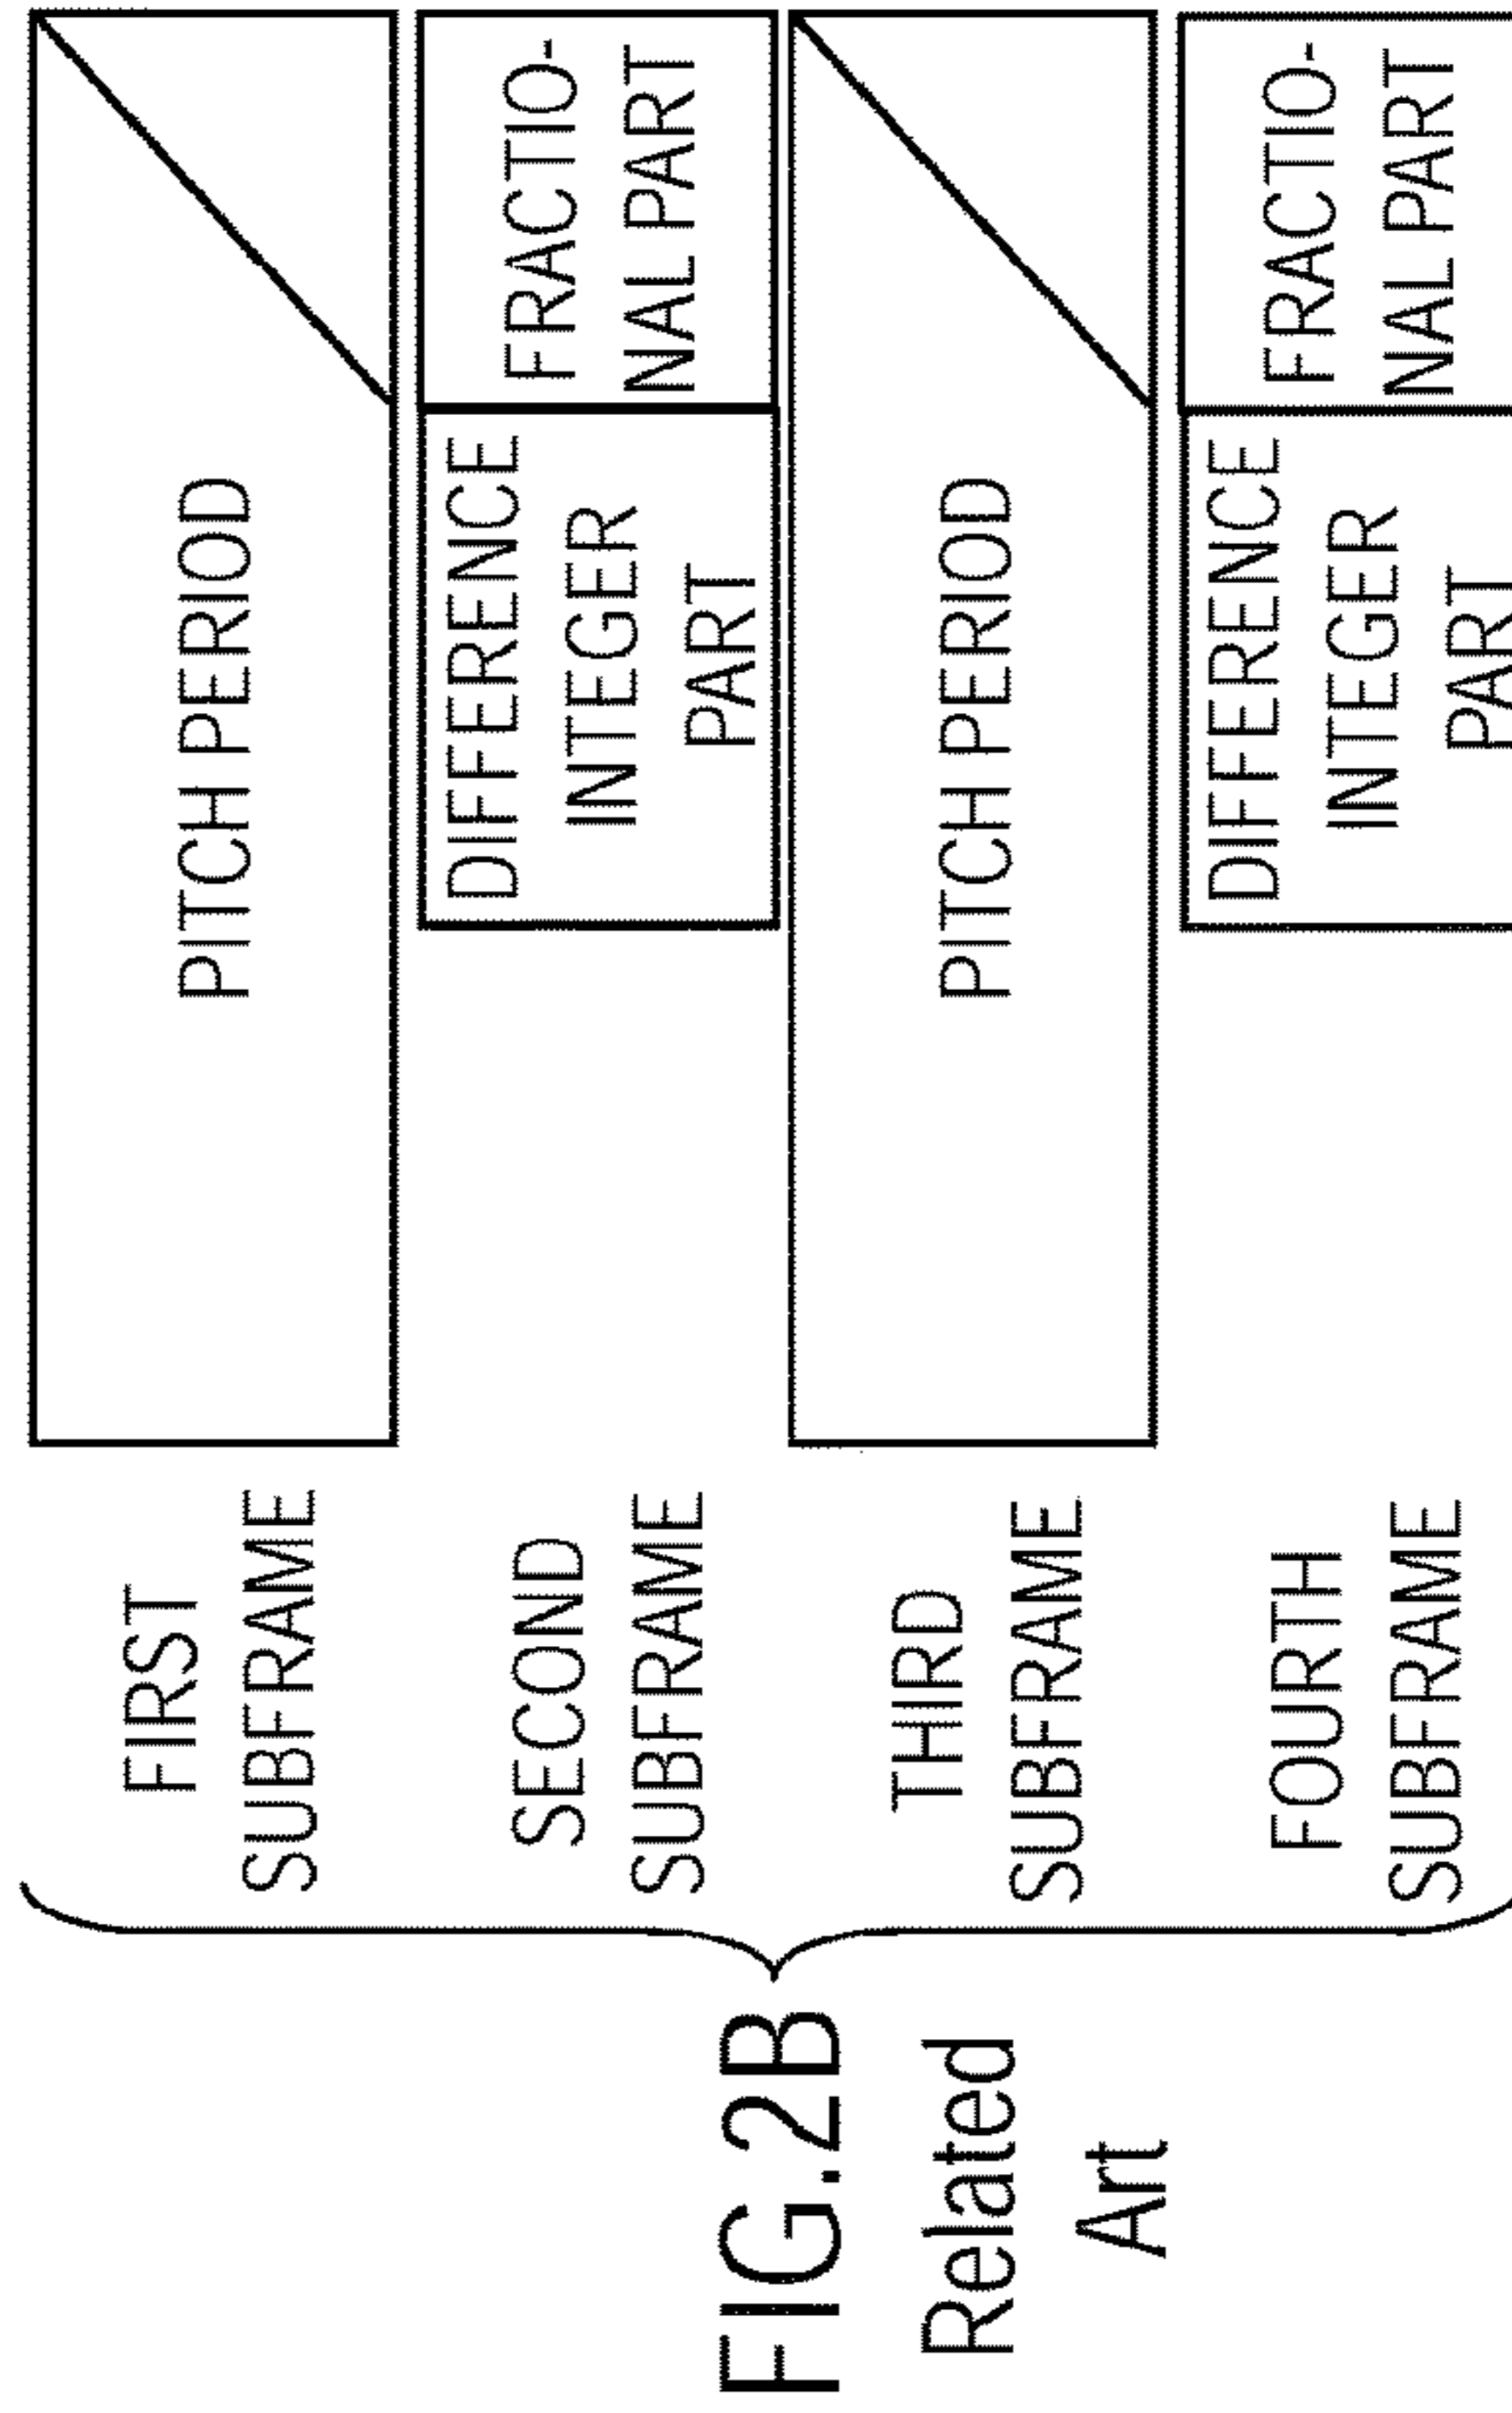 FIRST
SUBFRAME
PITCH PERIOD
SECOND
SUBFRAME
DIFFERENCE
INTEGER
PART
FRACTIO-
NAL PART
THIRD
SUBFRAME
PITCH PERIOD
FOURTH
SUBFRAME
DIFFERENCE
INTEGER
PART
FRACTIO-
NAL PART
FIG.2B
Related
Art